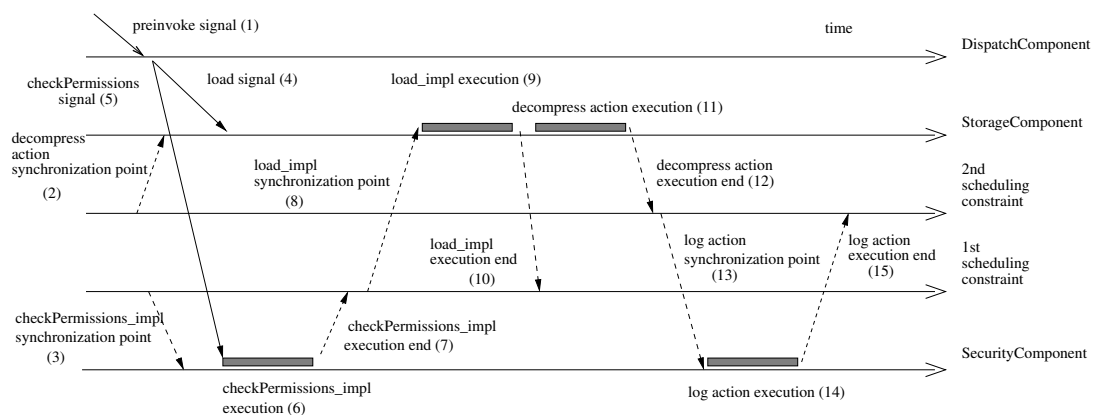 preinvoke signal (1)
time
DispatchComponent
checkPermissions
signal (5)
load signal (4)
load_impl execution (9)
decompress action execution (11)
StorageComponent
decompress
action
synchronization point
(2)
load_impl
synchronization point
(8)
decompress action
execution end (12)
2nd
scheduling
constraint
load_impl
execution end
(10)
log action
synchronization point
(13)
log action
execution end
(15)
1st
scheduling
constraint
checkPermissions_impl
synchronization point
(3)
checkPermissions_impl
execution end (7)
SecurityComponent
checkPermissions_impl
execution (6)
log action execution (14)